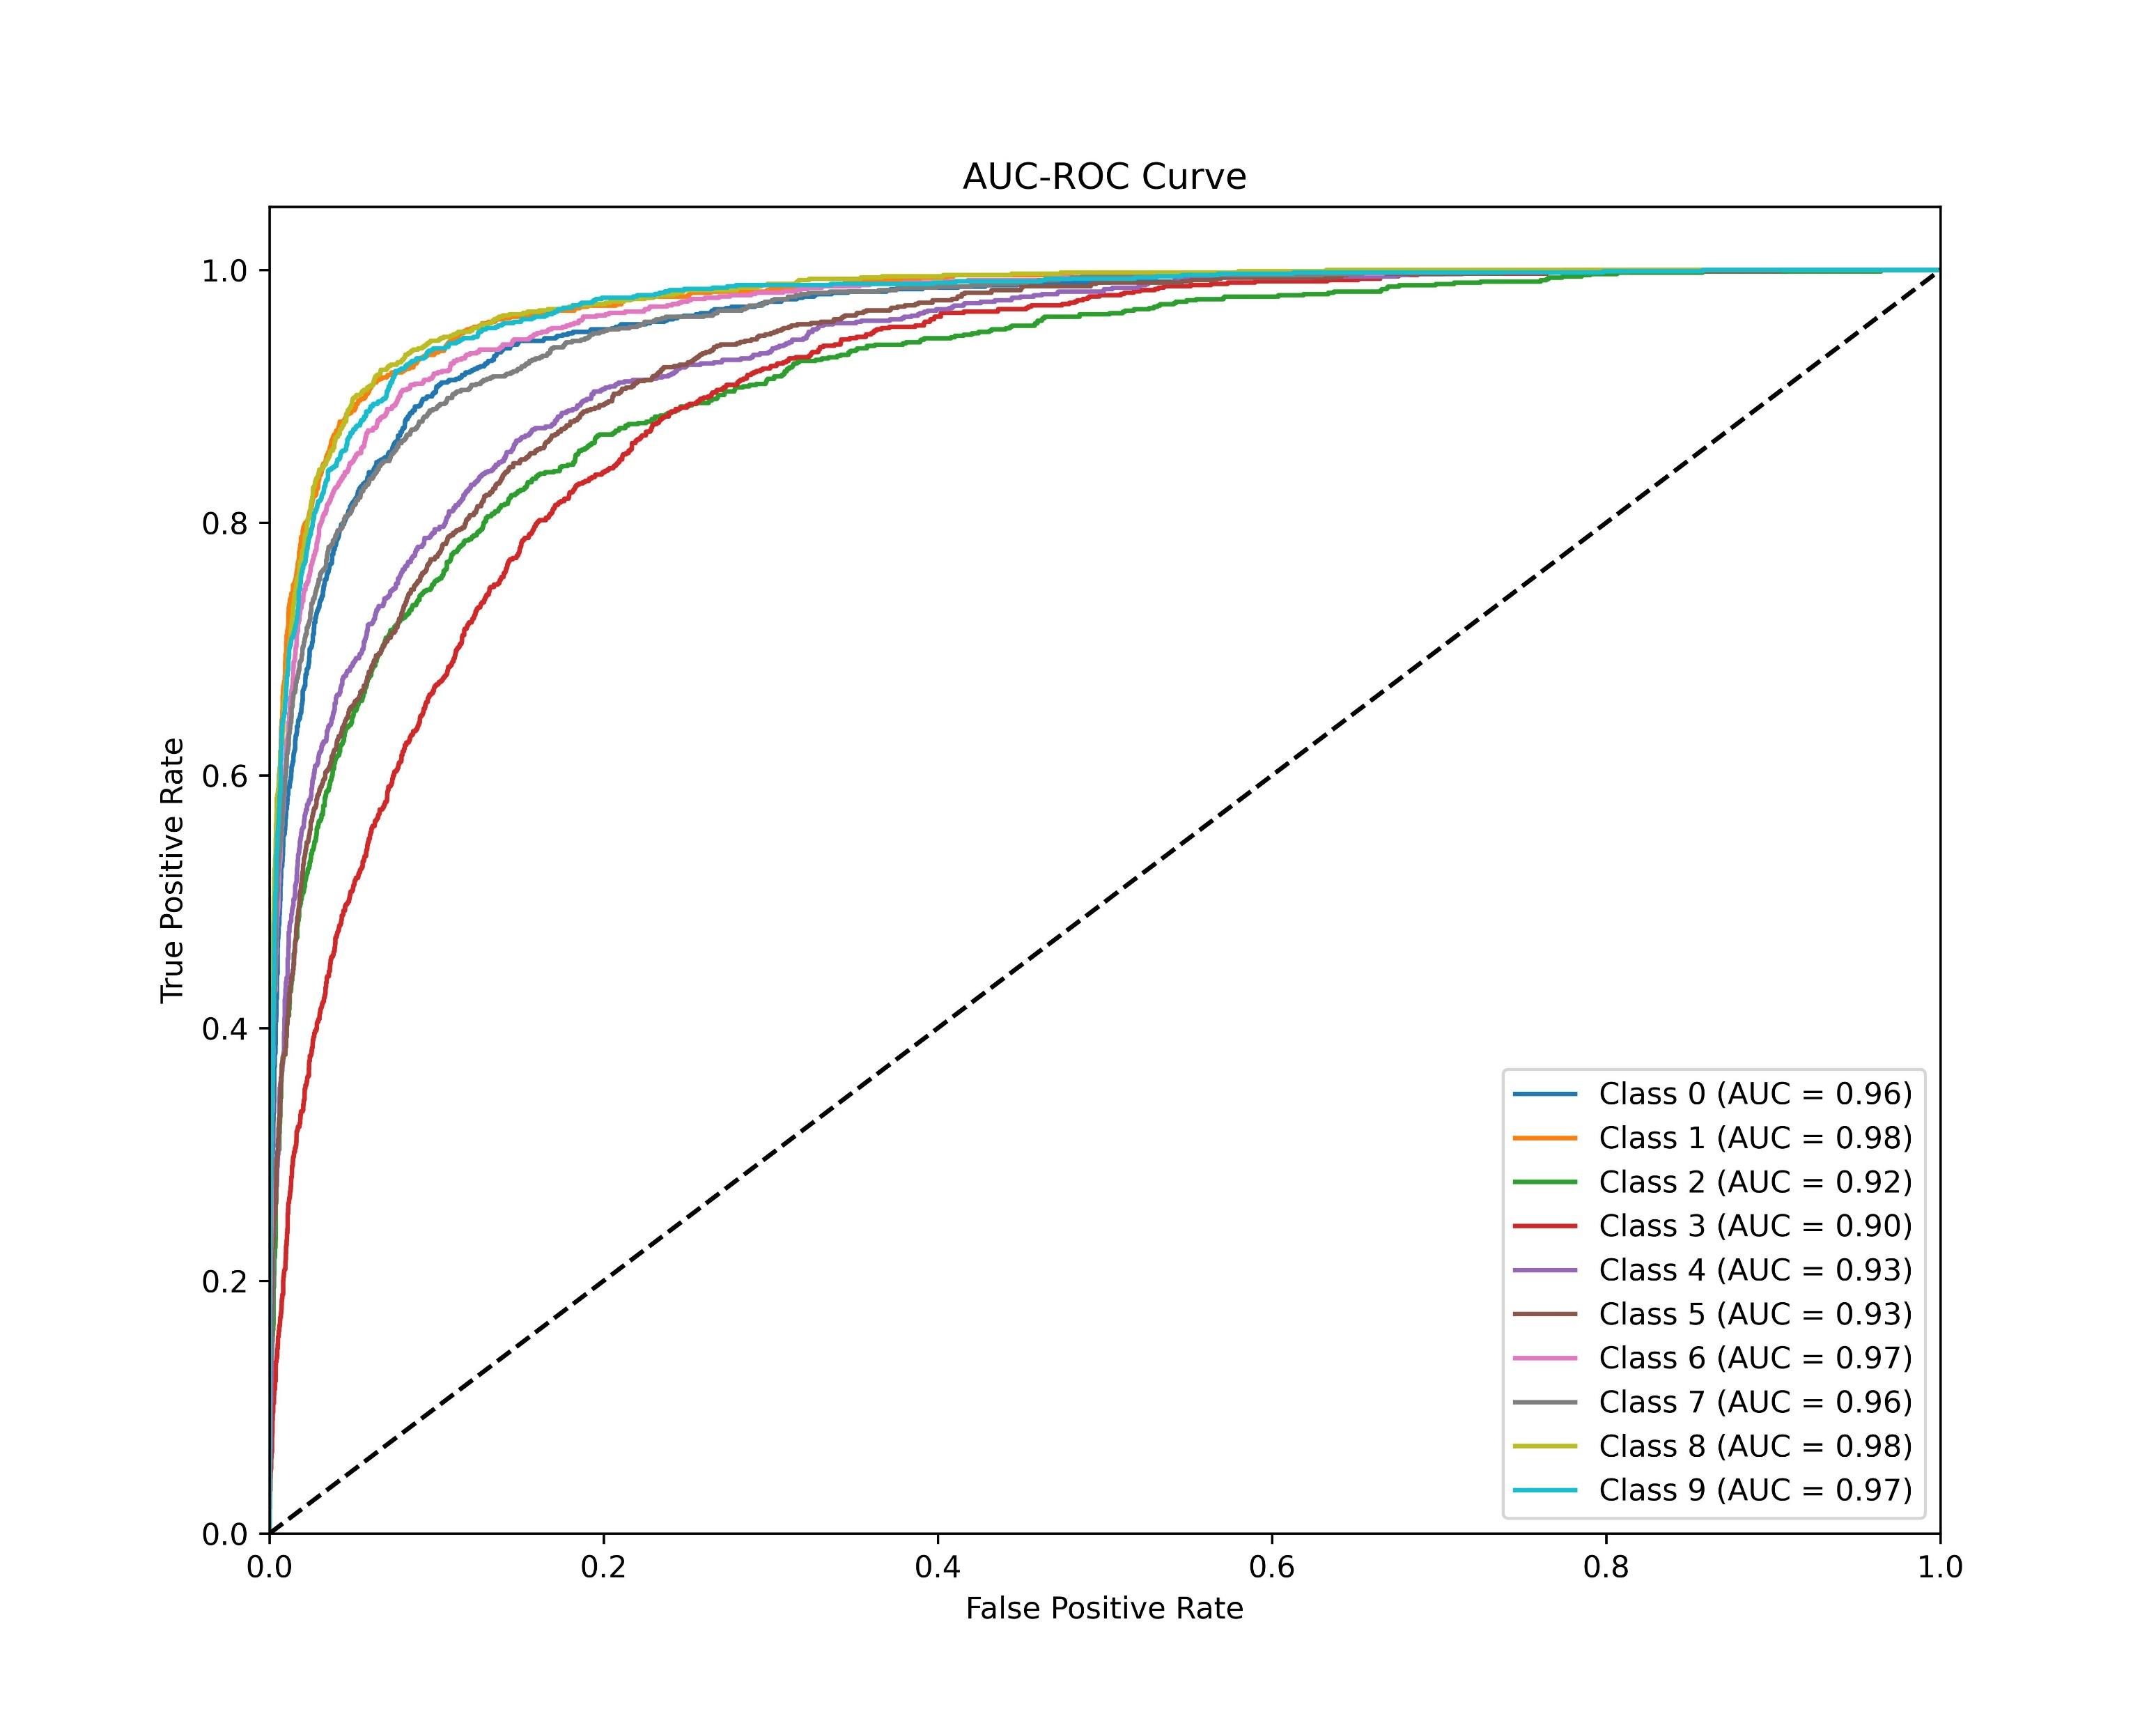 AUC-ROC Curve
1.0
0.8
0.6
0.4
0.2
0.0
True Positive Rate
0.0 0.2 0.4 0.6 0.8 1.0
False Positive Rate
Class 0 (AUC = 0.96)
Class 1 (AUC = 0.98)
Class 2 (AUC = 0.92)
Class 3 (AUC = 0.90)
Class 4 (AUC = 0.93)
Class 5 (AUC = 0.93)
Class 6 (AUC = 0.97)
Class 7 (AUC = 0.96)
Class 8 (AUC = 0.98)
Class 9 (AUC = 0.97)